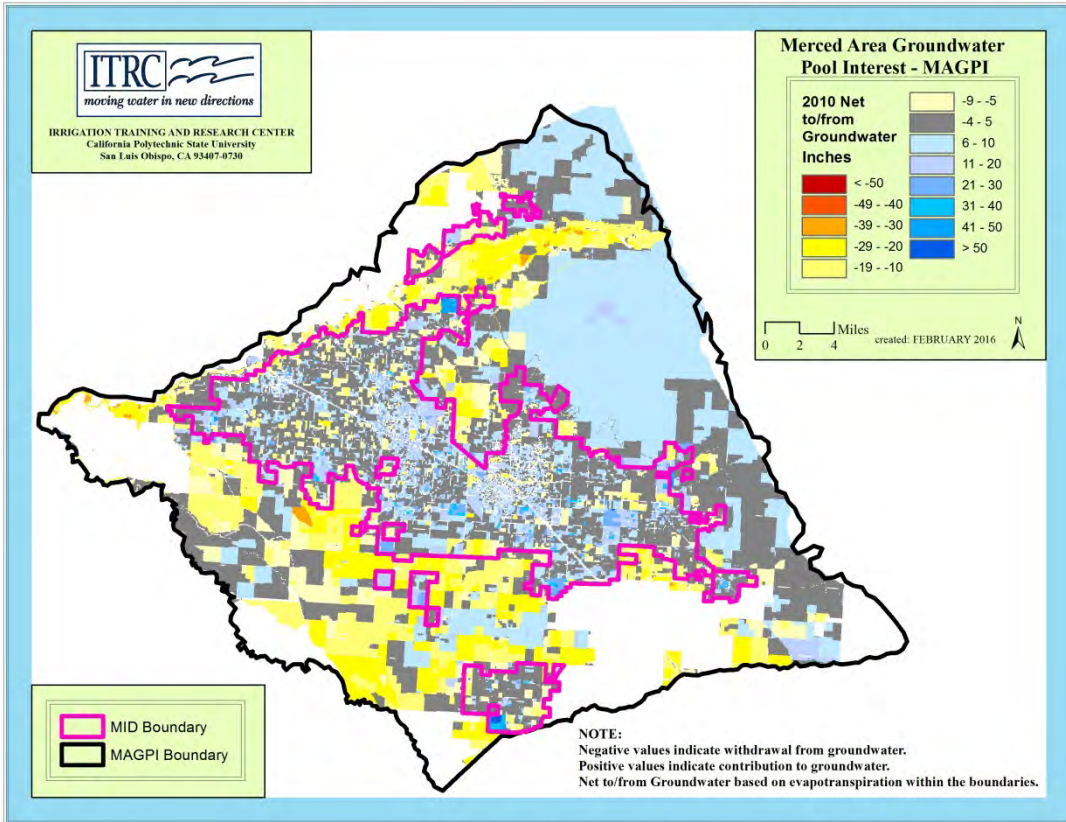 ITRC
moving water in new directions
IRRIGATION TRAINING AND RESEARCH CENTER
California Polytechnic State University
San Luis Obispo, CA 93407-0730
Merced Area Groundwater
Pool Interest - MAGPI
2010 Net
to/from
Groundwater
Inches
< -50
-49 - -40
-39 - -30
-29 - -20
-19 - -10
-9 - -5
-4 - 5
6 - 10
11 - 20
21 - 30
31 - 40
41 - 50
> 50
Miles
0 2 4
created: FEBRUARY 2016
N
MID Boundary
MAGPI Boundary
NOTE:
Negative values indicate withdrawal from groundwater.
Positive values indicate contribution to groundwater.
Net to/from Groundwater based on evapotranspiration within the boundaries.